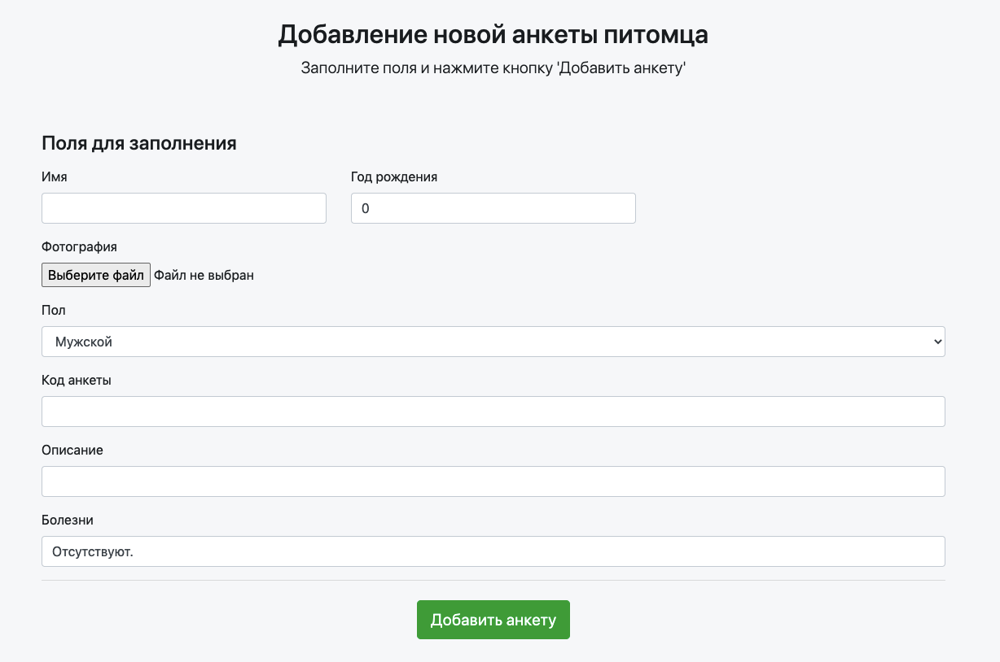 Добавление новой анкеты питомца
Заполните поля и нажмите кнопку 'Добавить анкету'
Поля для заполнения
Имя
Год рождения
0
Фотография
Выберите файл Файл не выбран
Пол
Мужской
Код анкеты
Описание
Болезни
Отсутствуют.
Добавить анкету